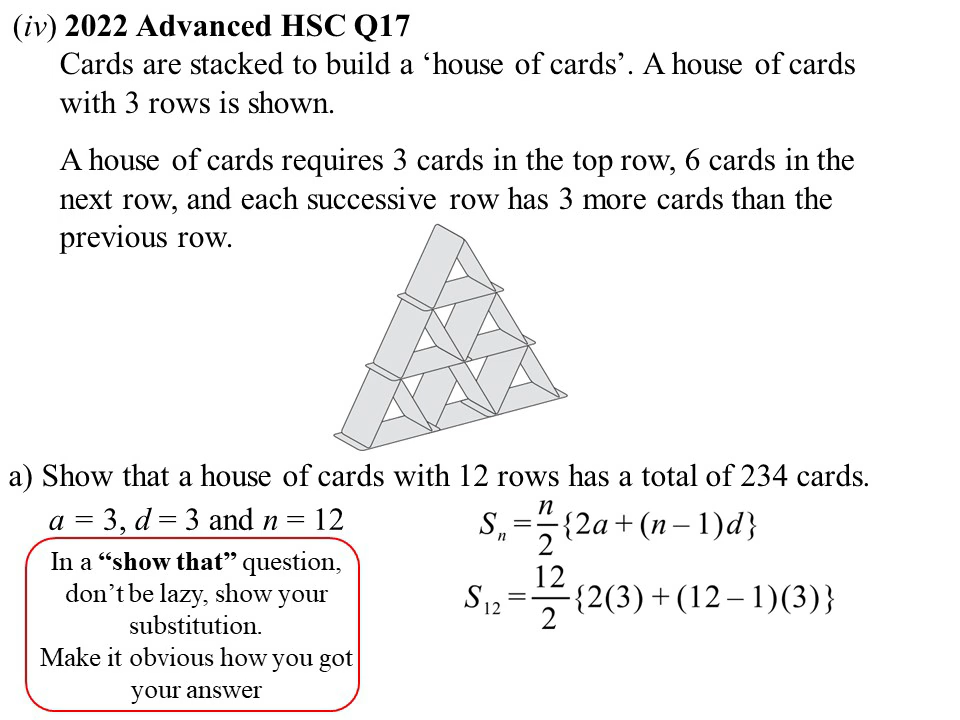 (iv) 2022 Advanced HSC Q17
Cards are stacked to build a ‘house of cards’. A house of cards
with 3 rows is shown.
A house of cards requires 3 cards in the top row, 6 cards in the
next row, and each successive row has 3 more cards than the
previous row.
a) Show that a house of cards with 12 rows has a total of 234 cards.
a = 3, d = 3 and n = 12
Sₙ = n/2 {2a + (n – 1)d}
In a “show that” question,
don’t be lazy, show your
substitution.
Make it obvious how you got
your answer
S₁₂ = 12/2 {2(3) + (12 – 1)(3)}